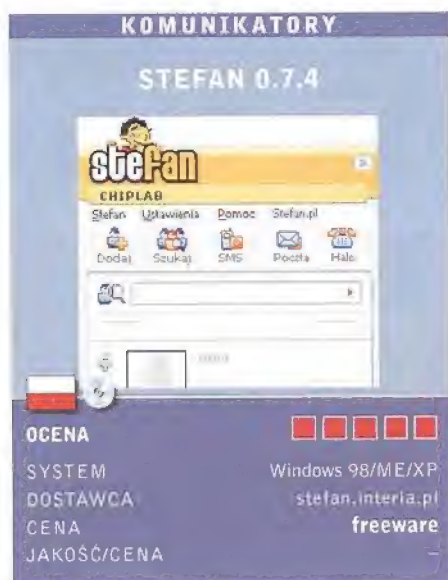 KOMUNIKATORY
STEFAN 0.7.4
stefan
CHIPLAB
Stefan Ustawienia Pomoc Stefan.pl
Dodaj Szukaj SMS Poczta Halo
OCENA
SYSTEM Windows 98/ME/XP
DOSTAWCA stefan.interia.pl
CENA freeware
JAKOŚĆ/CENA –